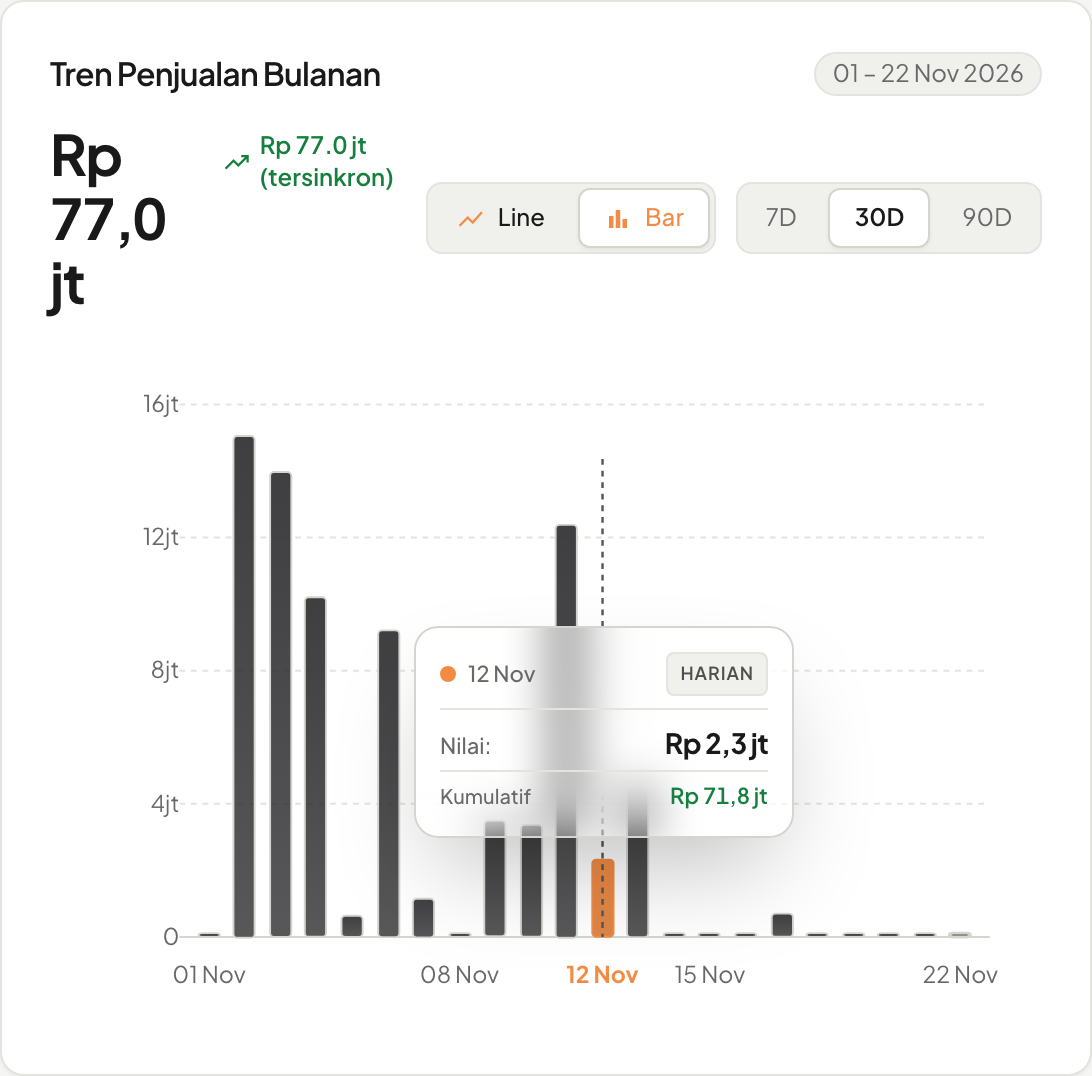 Tren Penjualan Bulanan
01 – 22 Nov 2026
Rp
77,0
jt
Rp 77.0 jt
(tersinkron)
Line
Bar
7D
30D
90D
16jt
12jt
8jt
4jt
0
12 Nov
HARIAN
Nilai:
Rp 2,3 jt
Kumulatif
Rp 71,8 jt
01 Nov
08 Nov
12 Nov
15 Nov
22 Nov